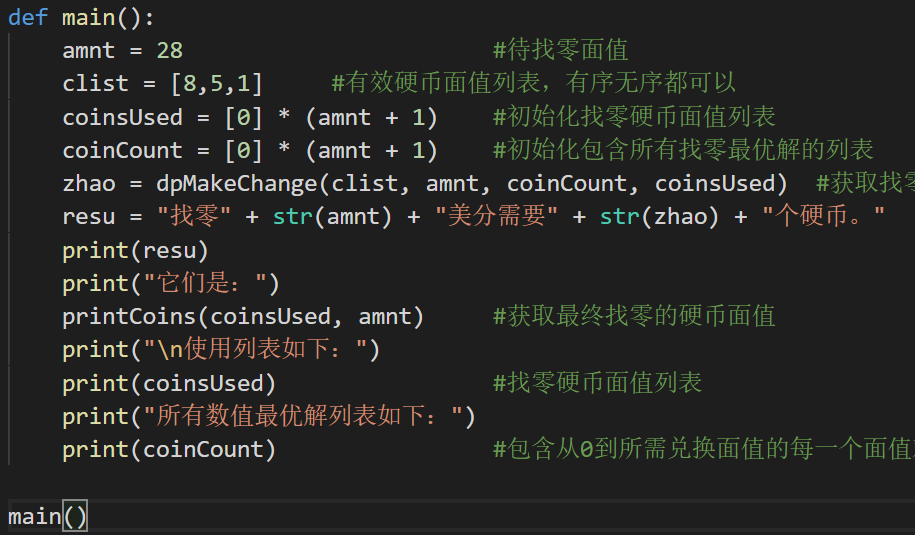 def main():
    amnt = 28                      #待找零面值
    clist = [8,5,1]     #有效硬币面值列表，有序无序都可以
    coinsUsed = [0] * (amnt + 1)    #初始化找零硬币面值列表
    coinCount = [0] * (amnt + 1)    #初始化包含所有找零最优解的列表
    zhao = dpMakeChange(clist, amnt, coinCount, coinsUsed)  #获取找零
    resu = "找零" + str(amnt) + "美分需要" + str(zhao) + "个硬币。"
    print(resu)
    print("它们是：")
    printCoins(coinsUsed, amnt)     #获取最终找零的硬币面值
    print("\n使用列表如下：")
    print(coinsUsed)                #找零硬币面值列表
    print("所有数值最优解列表如下：")
    print(coinCount)                #包含从0到所需兑换面值的每一个面值
main()